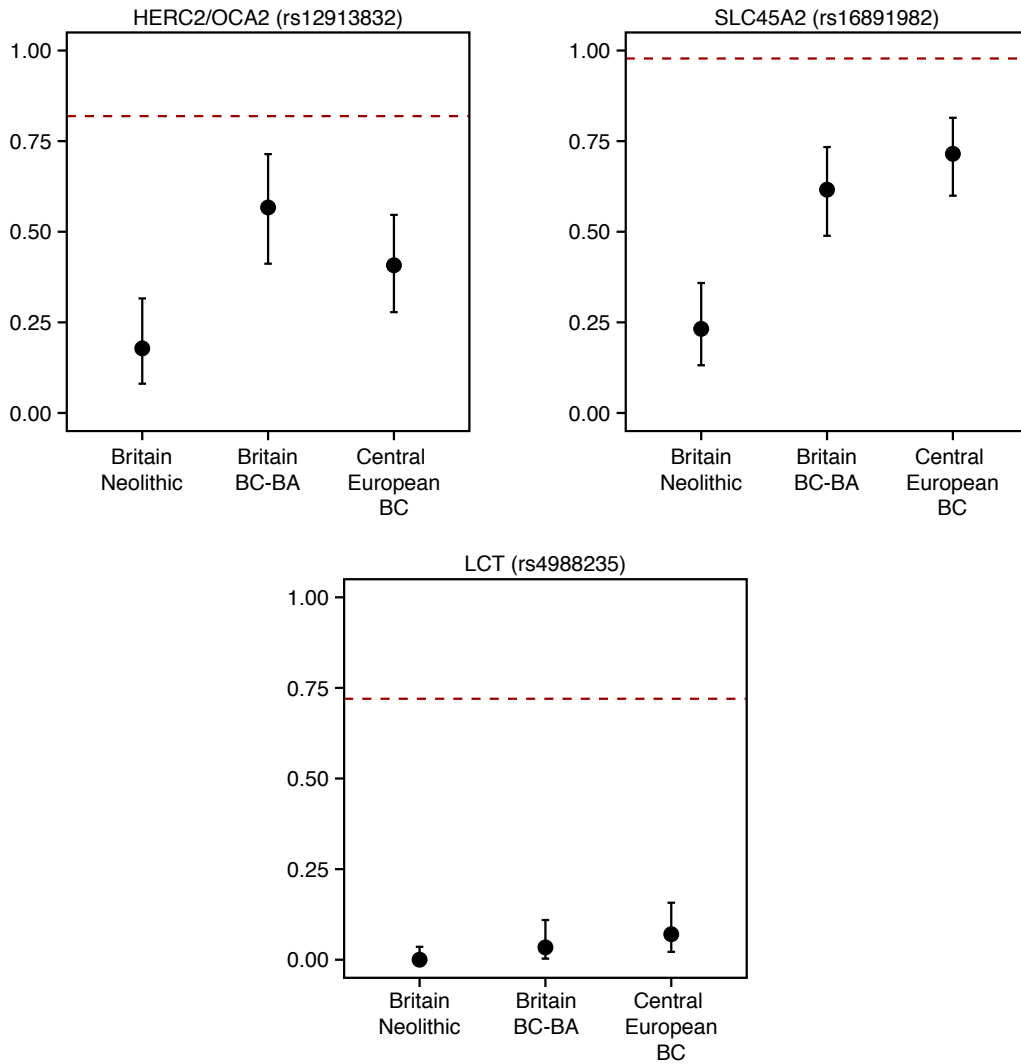 HERC2/OCA2 (rs12913832)
1.00
0.75
0.50
0.25
0.00
Britain
Neolithic
Britain
BC-BA
Central
European
BC
SLC45A2 (rs16891982)
1.00
0.75
0.50
0.25
0.00
Britain
Neolithic
Britain
BC-BA
Central
European
BC
LCT (rs4988235)
1.00
0.75
0.50
0.25
0.00
Britain
Neolithic
Britain
BC-BA
Central
European
BC